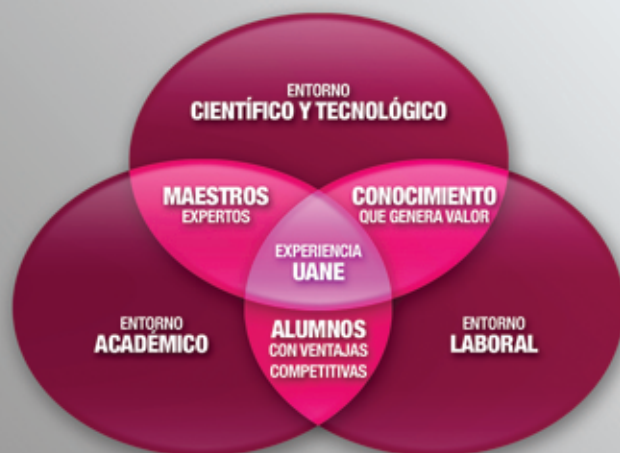 ENTORNO
CIENTÍFICO Y TECNOLÓGICO
MAESTROS
EXPERTOS
CONOCIMIENTO
QUE GENERA VALOR
EXPERIENCIA
UANE
ENTORNO
ACADÉMICO
ALUMNOS
CON VENTAJAS
COMPETITIVAS
ENTORNO
LABORAL